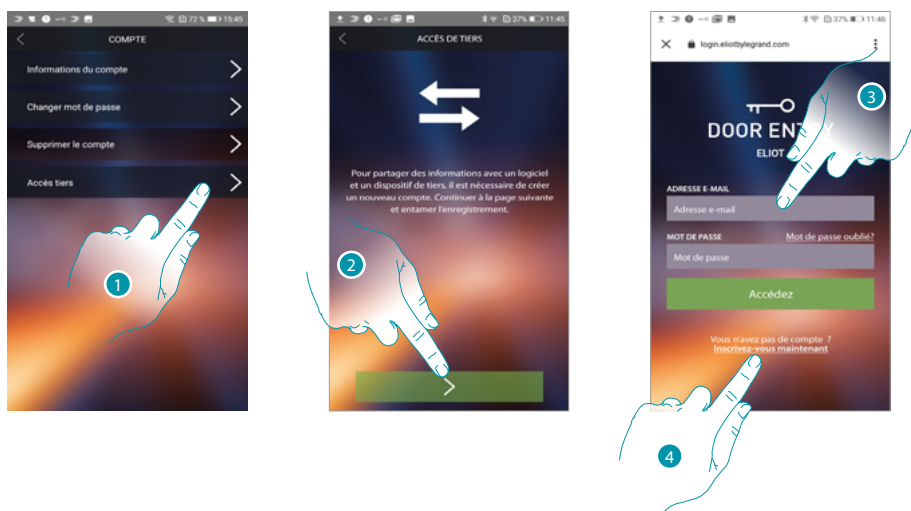 72 % 15:45
COMPTE
Informations du compte
Changer mot de passe
Supprimer le compte
Accès tiers
1
37% 11:45
ACCÈS DE TIERS
Pour partager des informations avec un logiciel
et un dispositif de tiers, il est nécessaire de créer
un nouveau compte. Continuer à la page suivante
et entamer l'enregistrement.
2
37% 11:46
login.eliotbylegrand.com
3
DOOR ENTRY
ELIOT
ADRESSE E-MAIL
Adresse e-mail
MOT DE PASSE Mot de passe oublié?
Mot de passe
Accédez
Vous n'avez pas de compte ?
Inscrivez-vous maintenant
4